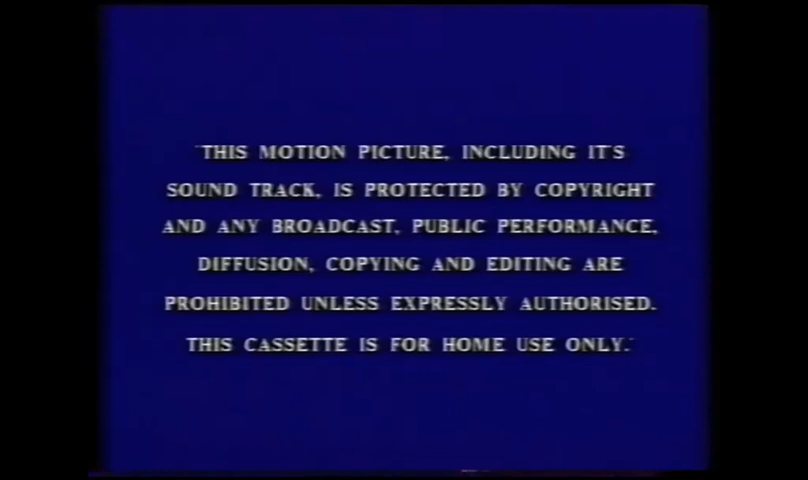 "THIS MOTION PICTURE, INCLUDING IT'S
SOUND TRACK, IS PROTECTED BY COPYRIGHT
AND ANY BROADCAST, PUBLIC PERFORMANCE,
DIFFUSION, COPYING AND EDITING ARE
PROHIBITED UNLESS EXPRESSLY AUTHORISED.
THIS CASSETTE IS FOR HOME USE ONLY."